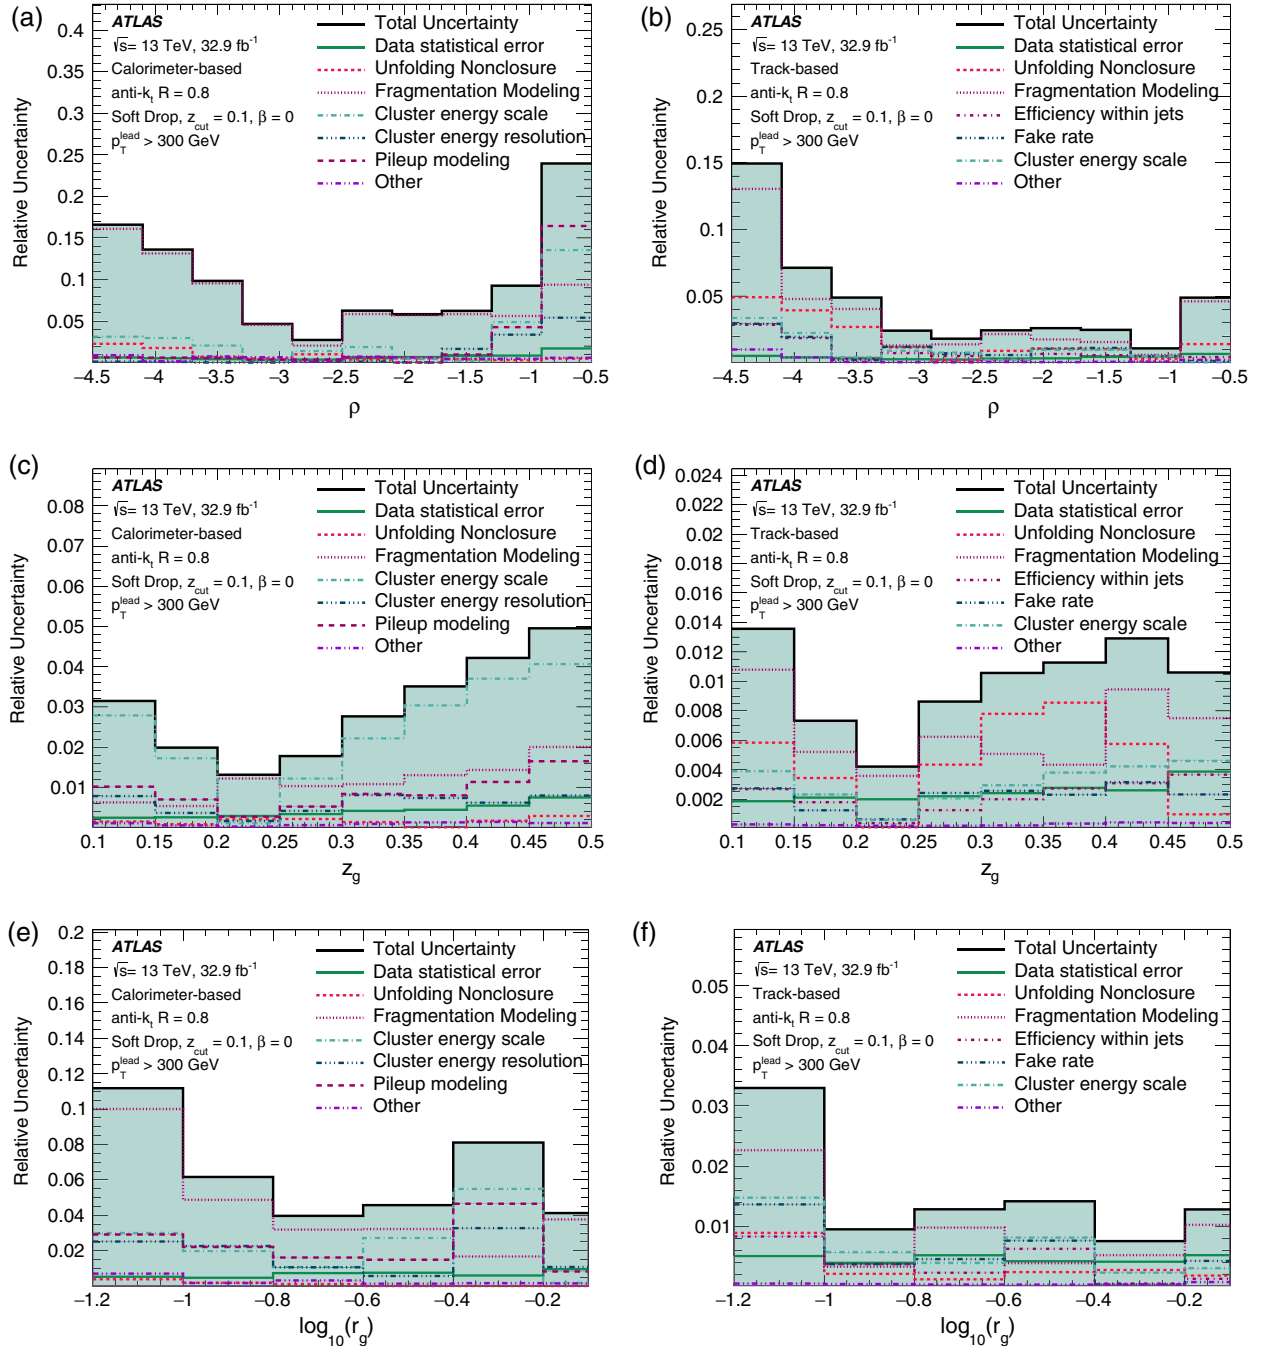 (a)
ATLAS
√s= 13 TeV, 32.9 fb-1
Calorimeter-based
anti-kt R = 0.8
Soft Drop, zcut = 0.1, β = 0
pTlead > 300 GeV
Total Uncertainty
Data statistical error
Unfolding Nonclosure
Fragmentation Modeling
Cluster energy scale
Cluster energy resolution
Pileup modeling
Other
Relative Uncertainty
0.4
0.35
0.3
0.25
0.2
0.15
0.1
0.05
−4.5 −4 −3.5 −3 −2.5 −2 −1.5 −1 −0.5
ρ
(b)
ATLAS
√s= 13 TeV, 32.9 fb-1
Track-based
anti-kt R = 0.8
Soft Drop, zcut = 0.1, β = 0
pTlead > 300 GeV
Total Uncertainty
Data statistical error
Unfolding Nonclosure
Fragmentation Modeling
Efficiency within jets
Fake rate
Cluster energy scale
Other
Relative Uncertainty
0.25
0.2
0.15
0.1
0.05
−4.5 −4 −3.5 −3 −2.5 −2 −1.5 −1 −0.5
ρ
(c)
ATLAS
√s= 13 TeV, 32.9 fb-1
Calorimeter-based
anti-kt R = 0.8
Soft Drop, zcut = 0.1, β = 0
pTlead > 300 GeV
Total Uncertainty
Data statistical error
Unfolding Nonclosure
Fragmentation Modeling
Cluster energy scale
Cluster energy resolution
Pileup modeling
Other
Relative Uncertainty
0.08
0.07
0.06
0.05
0.04
0.03
0.02
0.01
0.1 0.15 0.2 0.25 0.3 0.35 0.4 0.45 0.5
zg
(d)
ATLAS
√s= 13 TeV, 32.9 fb-1
Track-based
anti-kt R = 0.8
Soft Drop, zcut = 0.1, β = 0
pTlead > 300 GeV
Total Uncertainty
Data statistical error
Unfolding Nonclosure
Fragmentation Modeling
Efficiency within jets
Fake rate
Cluster energy scale
Other
Relative Uncertainty
0.024
0.022
0.02
0.018
0.016
0.014
0.012
0.01
0.008
0.006
0.004
0.002
0.1 0.15 0.2 0.25 0.3 0.35 0.4 0.45 0.5
zg
(e)
ATLAS
√s= 13 TeV, 32.9 fb-1
Calorimeter-based
anti-kt R = 0.8
Soft Drop, zcut = 0.1, β = 0
pTlead > 300 GeV
Total Uncertainty
Data statistical error
Unfolding Nonclosure
Fragmentation Modeling
Cluster energy scale
Cluster energy resolution
Pileup modeling
Other
Relative Uncertainty
0.2
0.18
0.16
0.14
0.12
0.1
0.08
0.06
0.04
0.02
−1.2 −1 −0.8 −0.6 −0.4 −0.2
log10(rg)
(f)
ATLAS
√s= 13 TeV, 32.9 fb-1
Track-based
anti-kt R = 0.8
Soft Drop, zcut = 0.1, β = 0
pTlead > 300 GeV
Total Uncertainty
Data statistical error
Unfolding Nonclosure
Fragmentation Modeling
Efficiency within jets
Fake rate
Cluster energy scale
Other
Relative Uncertainty
0.05
0.04
0.03
0.02
0.01
−1.2 −1 −0.8 −0.6 −0.4 −0.2
log10(rg)